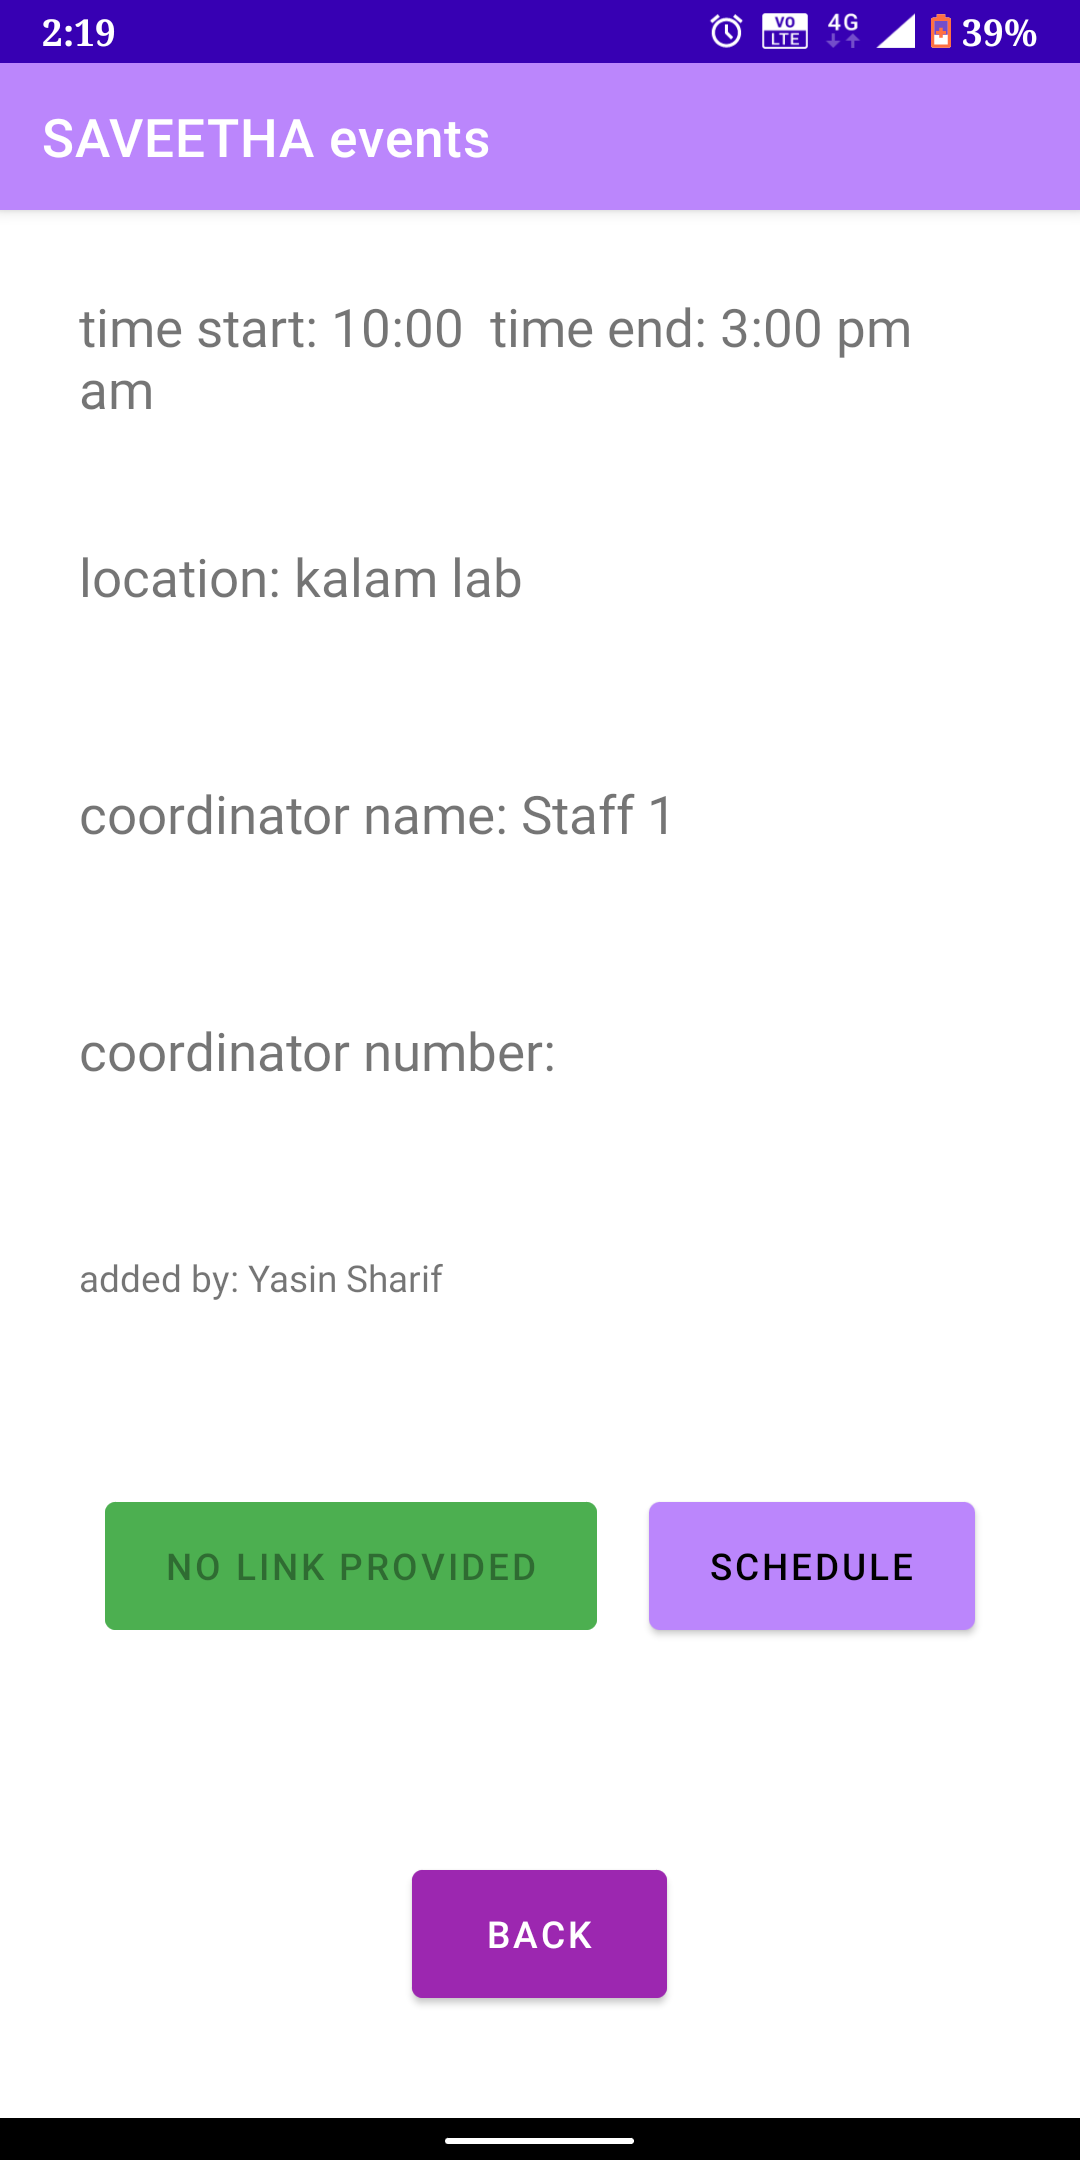 2:19 VO LTE 4G 39%
SAVEETHA events
time start: 10:00 time end: 3:00 pm
am
location: kalam lab
coordinator name: Staff 1
coordinator number:
added by: Yasin Sharif
NO LINK PROVIDED SCHEDULE
BACK